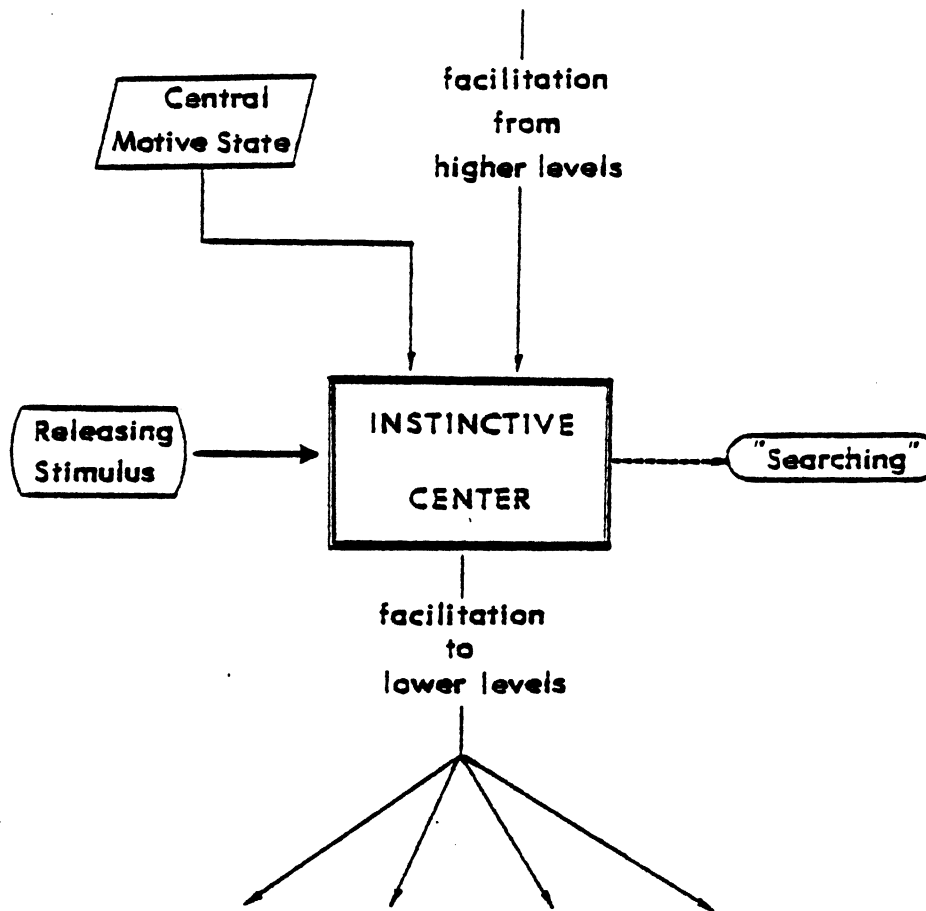 facilitation
from
higher levels
Central
Motive State
Releasing
Stimulus
INSTINCTIVE
CENTER
"Searching"
facilitation
to
lower levels